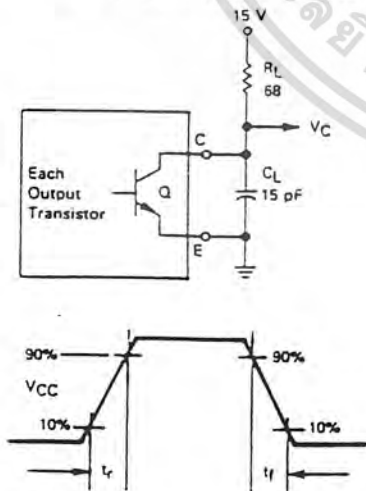 15 V
RL
68
VC
C
Each
Output
Transistor
Q
CL
15 pF
E
90%
90%
VCC
10%
10%
tr
tf